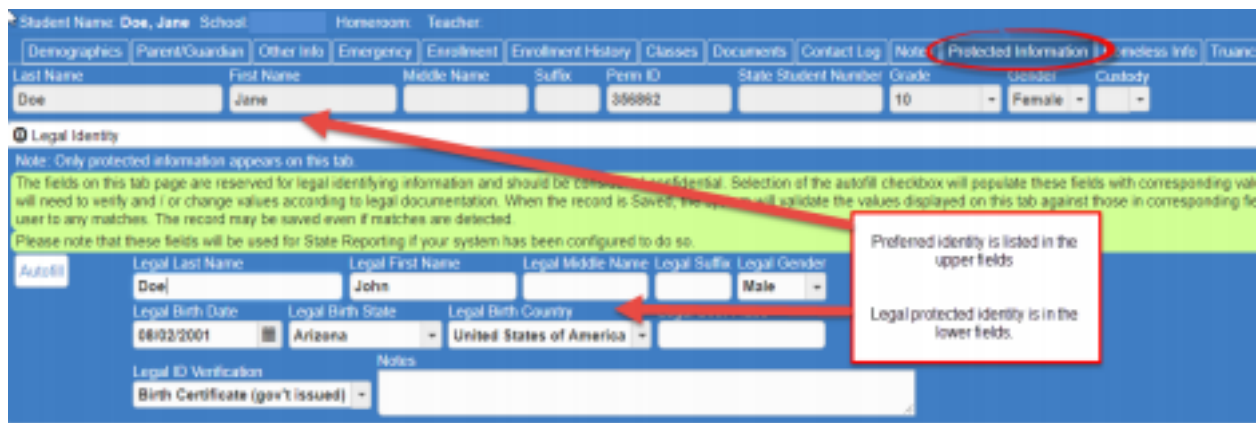 Student Name: Doe, Jane School: Homeroom: Teacher:
Demographics Parent/Guardian Other Info Emergency Enrollment Enrollment History Classes Documents Contact Log Notes Protected Information Homeless Info Truanc
Last Name First Name Middle Name Suffix Perm ID State Student Number Grade Gender Custody
Doe Jane 356862 10 Female
Legal Identity
Note: Only protected information appears on this tab.
The fields on this tab page are reserved for legal identifying information and should be considered confidential. Selection of the autofill checkbox will populate these fields with corresponding val
will need to verify and / or change values according to legal documentation. When the record is Saved, the system will validate the values displayed on this tab against those in corresponding fie
user to any matches. The record may be saved even if matches are detected.
Please note that these fields will be used for State Reporting if your system has been configured to do so.
Preferred identity is listed in the
upper fields
Legal protected identity is in the
lower fields.
Autofill
Legal Last Name Legal First Name Legal Middle Name Legal Suffix Legal Gender
Doe John Male
Legal Birth Date Legal Birth State Legal Birth Country
08/02/2001 Arizona United States of America
Legal ID Verification Notes
Birth Certificate (gov't issued)